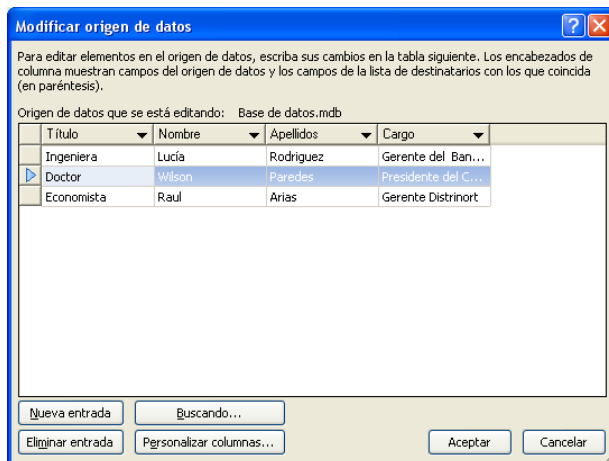 Modificar origen de datos
Para editar elementos en el origen de datos, escriba sus cambios en la tabla siguiente. Los encabezados de
columna muestran campos del origen de datos y los campos de la lista de destinatarios con los que coincida
(en paréntesis).
Origen de datos que se está editando: Base de datos.mdb
Título Nombre Apellidos Cargo
Ingeniera Lucía Rodriguez Gerente del Ban...
Doctor Wilson Paredes Presidente del C...
Economista Raul Arias Gerente Distrinort
Nueva entrada Buscando...
Eliminar entrada Personalizar columnas... Aceptar Cancelar